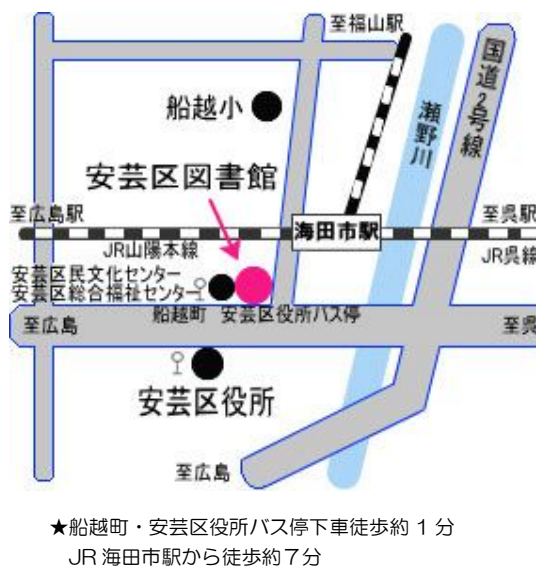 至福山駅
国道2号線
船越小
瀬野川
安芸区図書館
至広島駅
海田市駅
至呉駅
JR山陽本線
JR呉線
安芸区民文化センター
安芸区総合福祉センター
船越町 安芸区役所バス停
至広島
至呉
安芸区役所
至広島
★船越町・安芸区役所バス停下車徒歩約 1 分
JR 海田市駅から徒歩約7分